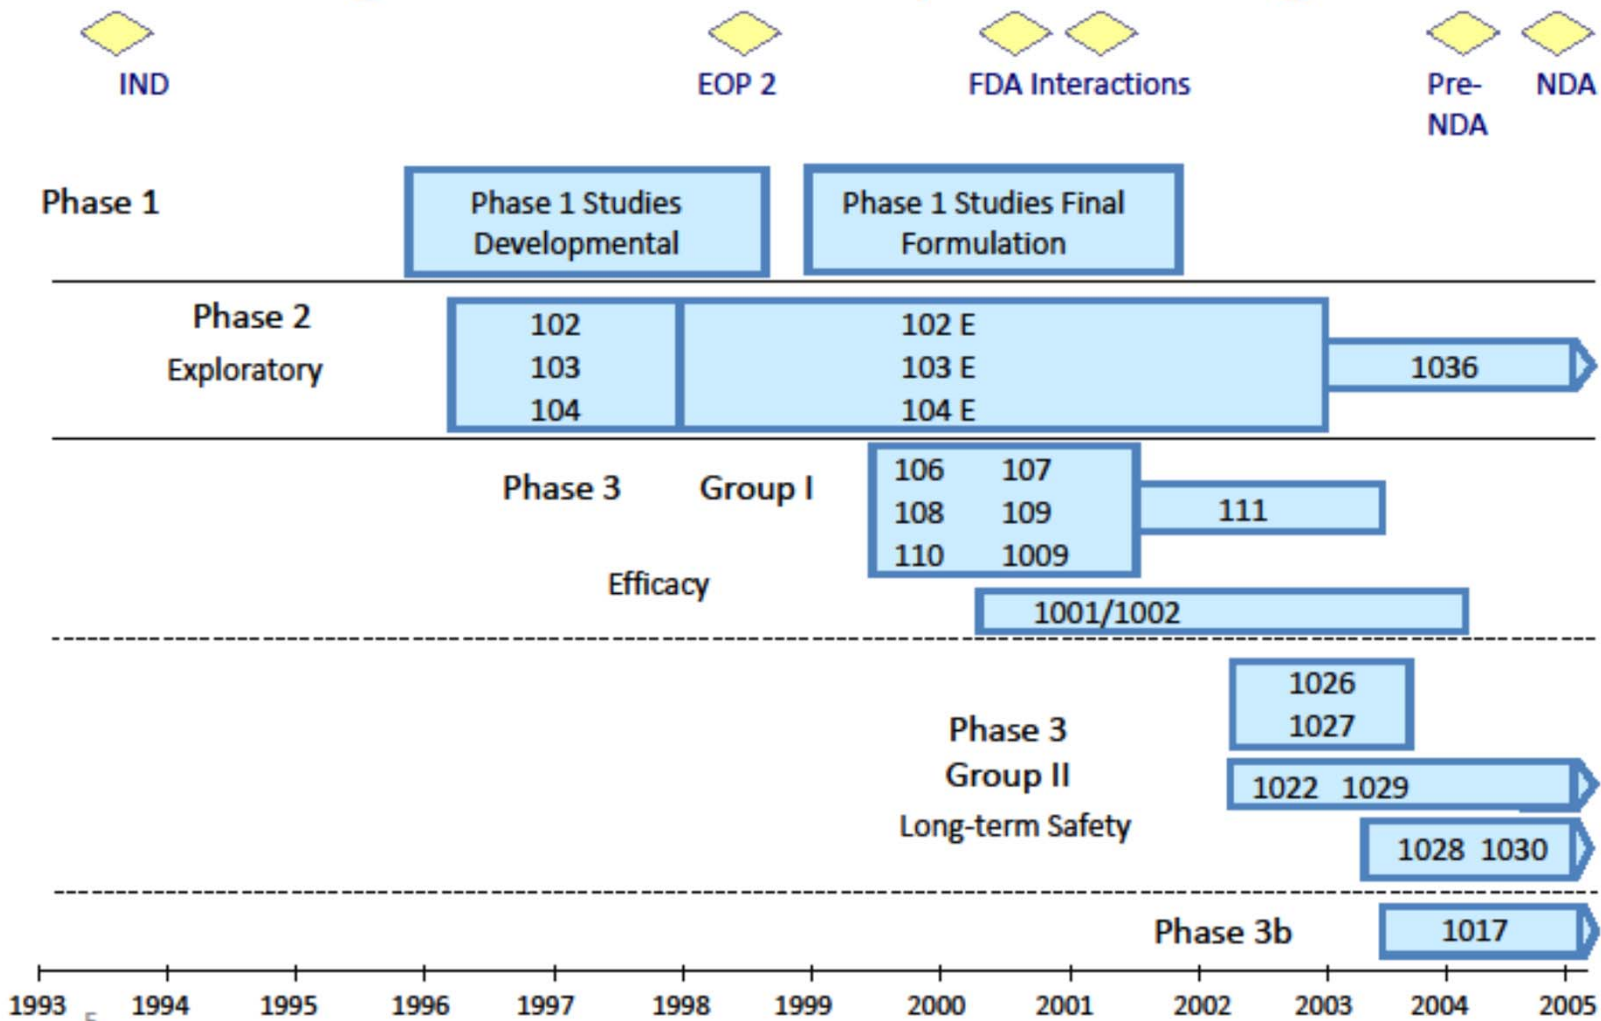 IND
EOP 2
FDA Interactions
Pre-
NDA
NDA
Phase 1
Phase 1 Studies
Developmental
Phase 1 Studies Final
Formulation
Phase 2
Exploratory
102
103
104
102 E
103 E
104 E
1036
Phase 3
Group I
Efficacy
106 107
108 109
110 1009
111
1001/1002
Phase 3
Group II
Long-term Safety
1026
1027
1022 1029
1028 1030
Phase 3b
1017
1993 1994 1995 1996 1997 1998 1999 2000 2001 2002 2003 2004 2005